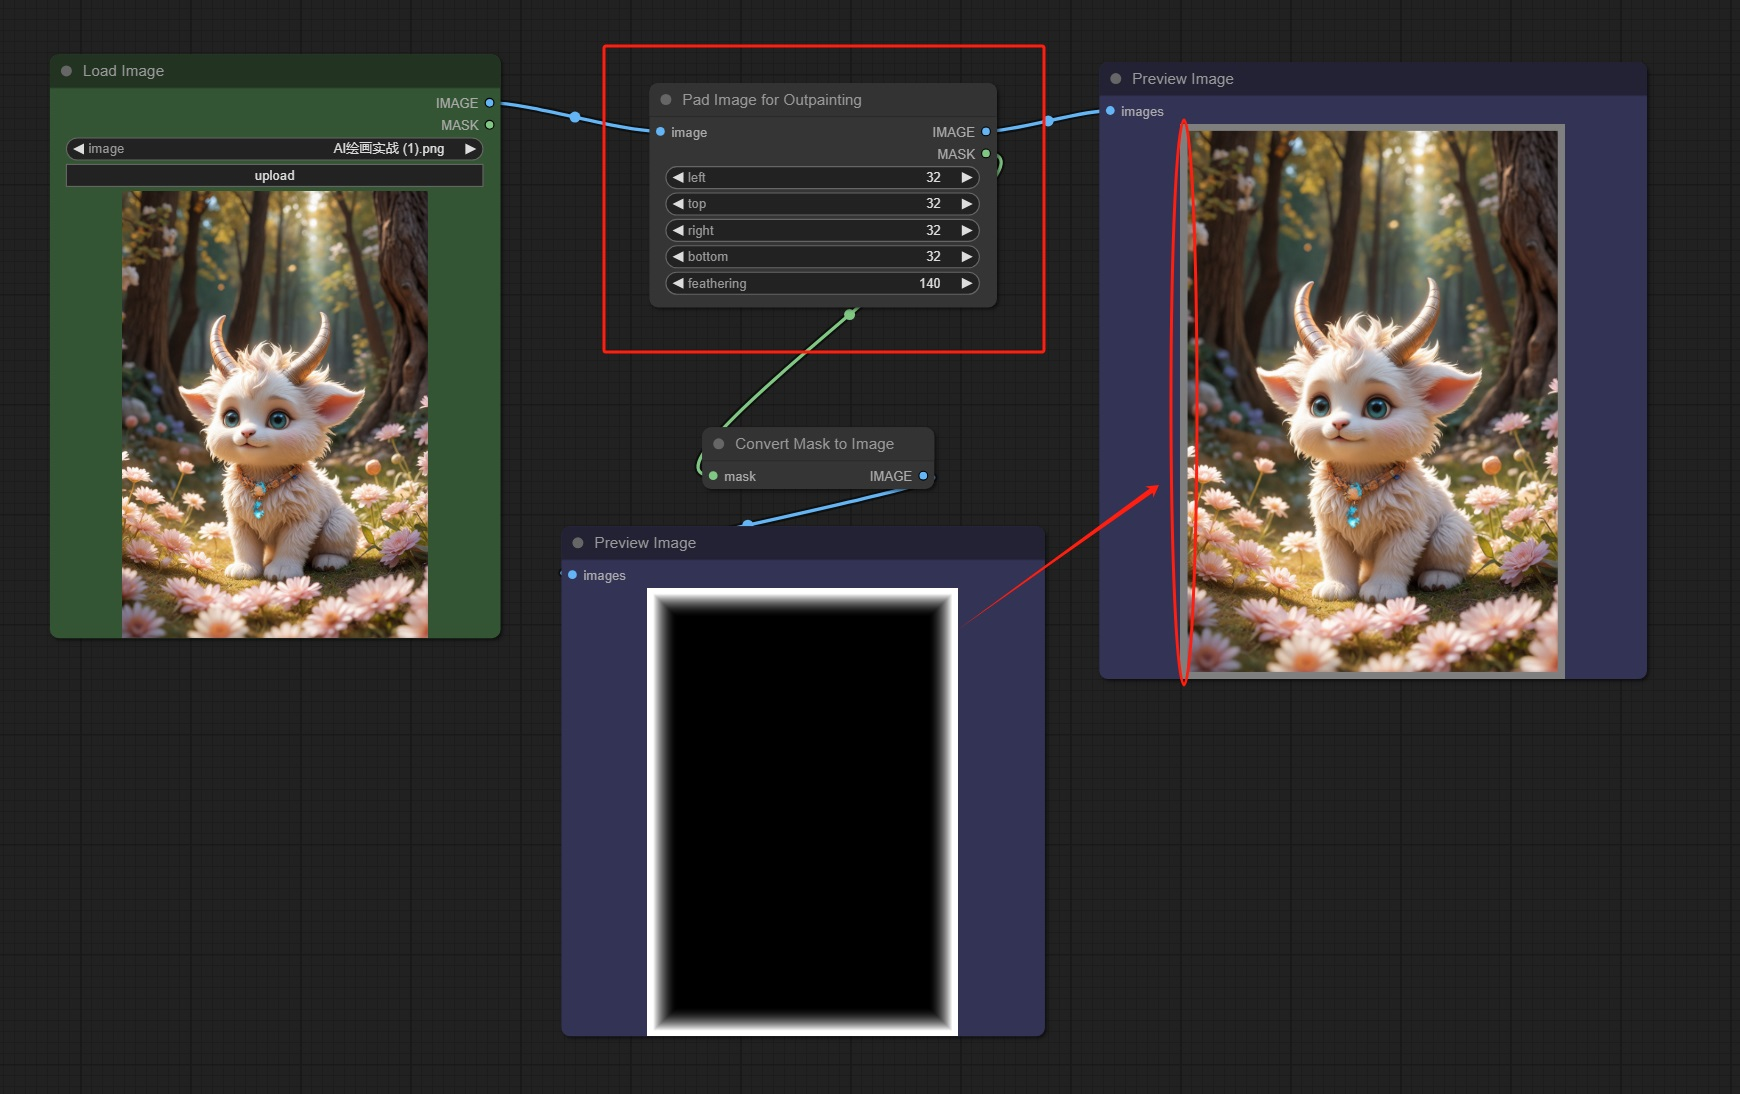 Load Image
IMAGE
MASK
image AI绘画实战 (1).png
upload
Pad Image for Outpainting
image IMAGE
MASK
left 32
top 32
right 32
bottom 32
feathering 140
Convert Mask to Image
mask IMAGE
Preview Image
images
Preview Image
images